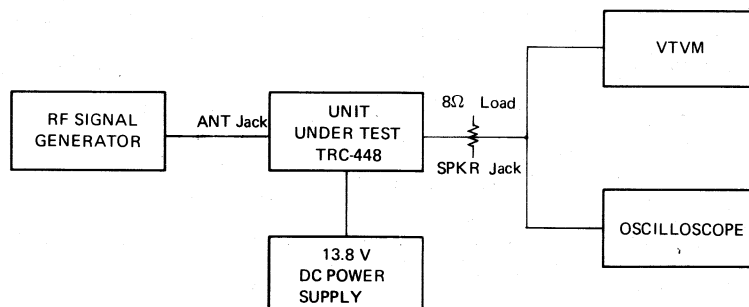 RF SIGNAL
GENERATOR
ANT Jack
UNIT
UNDER TEST
TRC-448
13.8 V
DC POWER
SUPPLY
8Ω Load
SPKR Jack
VTVM
OSCILLOSCOPE